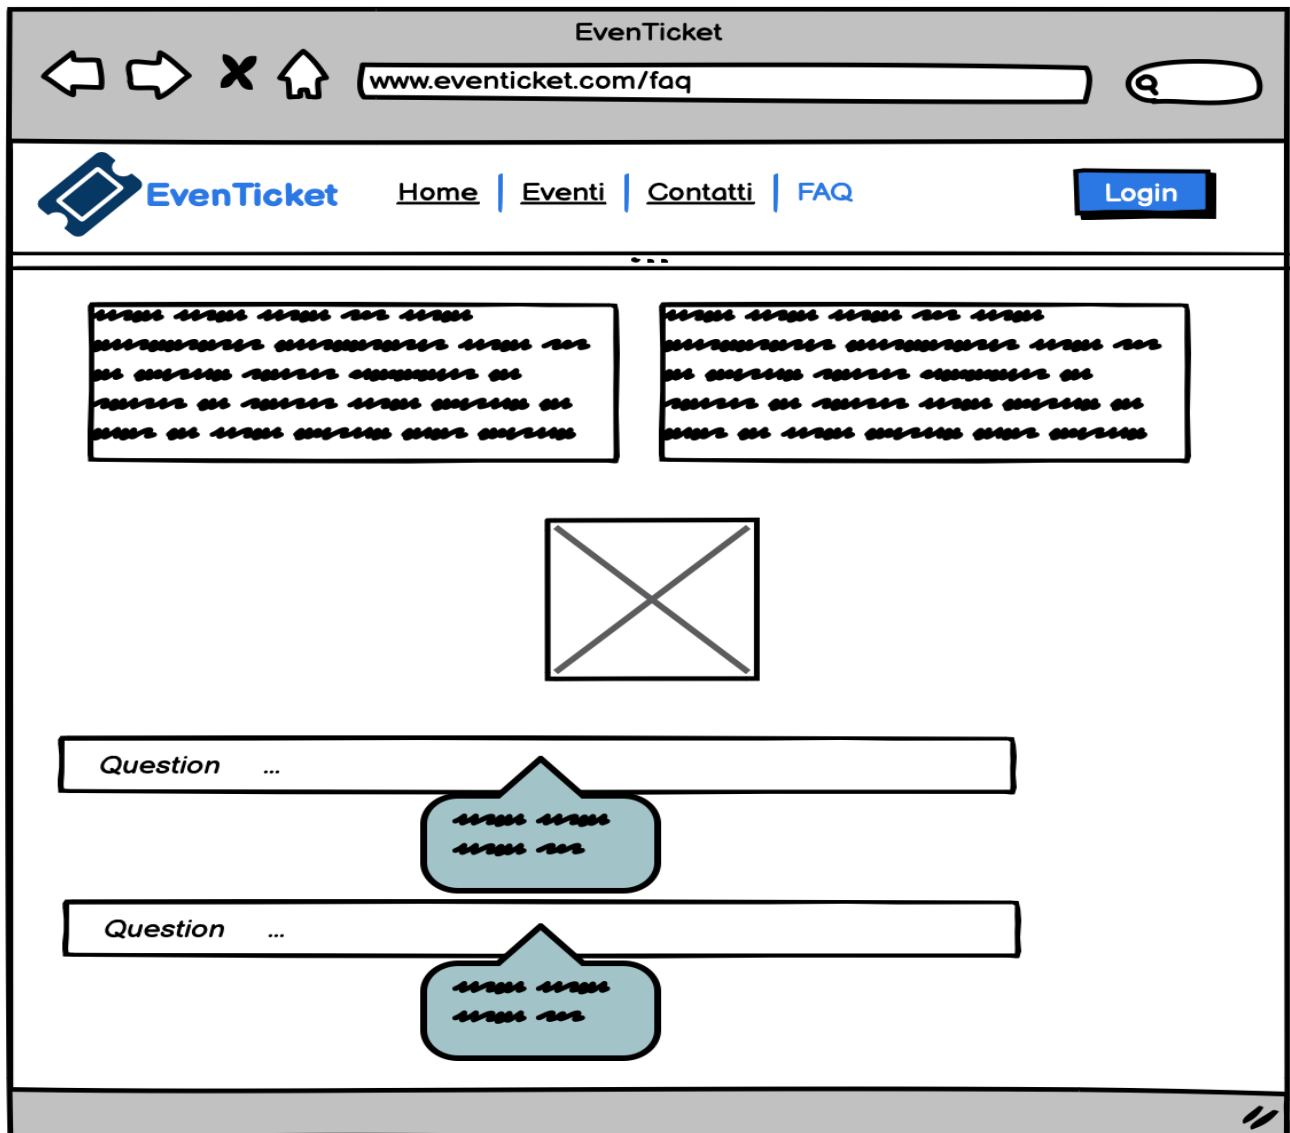 EvenTicket
www.eventicket.com/faq
EvenTicket
Home
Eventi
Contatti
FAQ
Login
Question ...
Question ...